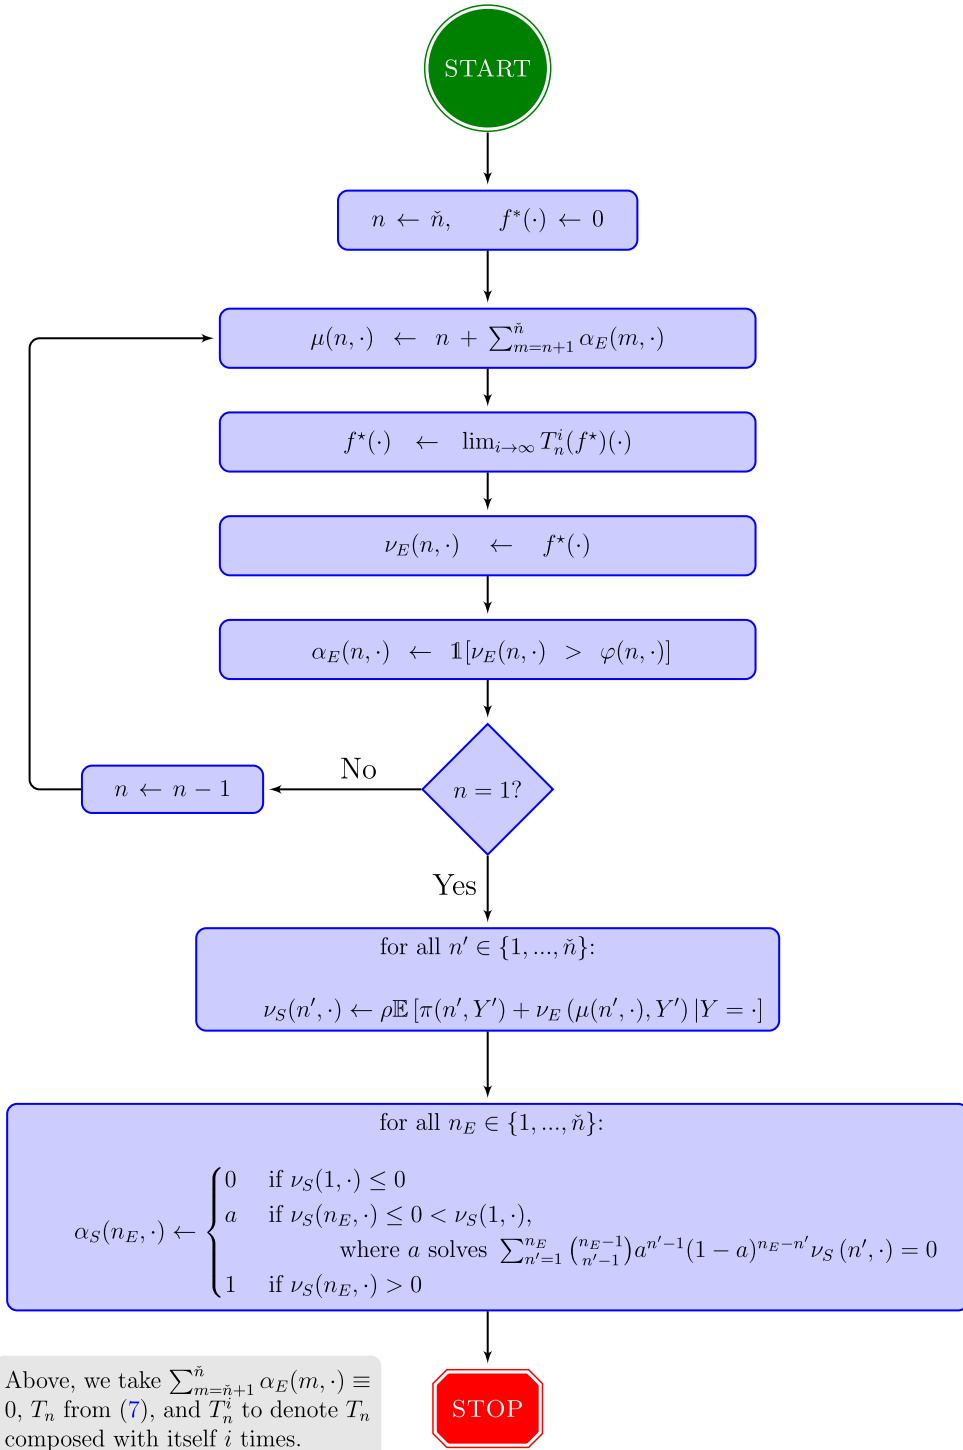 START
n ← ň,  f*(·) ← 0
μ(n, ·) ← n + ∑_{m=n+1}^{ň} α_E(m, ·)
f⋆(·) ← lim_{i→∞} T_n^i(f⋆)(·)
ν_E(n, ·) ← f⋆(·)
α_E(n, ·) ← 𝟙[ν_E(n, ·) > φ(n, ·)]
n = 1?
No
n ← n − 1
Yes
for all n′ ∈ {1, ..., ň}:
ν_S(n′, ·) ← ρ𝔼 [π(n′, Y′) + ν_E (μ(n′, ·), Y′) |Y = ·]
for all n_E ∈ {1, ..., ň}:
α_S(n_E, ·) ← {
0 if ν_S(1, ·) ≤ 0
a if ν_S(n_E, ·) ≤ 0 < ν_S(1, ·),
where a solves ∑_{n′=1}^{n_E} \binom{n_E−1}{n′−1} a^{n′−1}(1 − a)^{n_E−n′} ν_S (n′, ·) = 0
1 if ν_S(n_E, ·) > 0
STOP
Above, we take ∑_{m=ň+1}^{ň} α_E(m, ·) ≡
0, T_n from (7), and T_n^i to denote T_n
composed with itself i times.